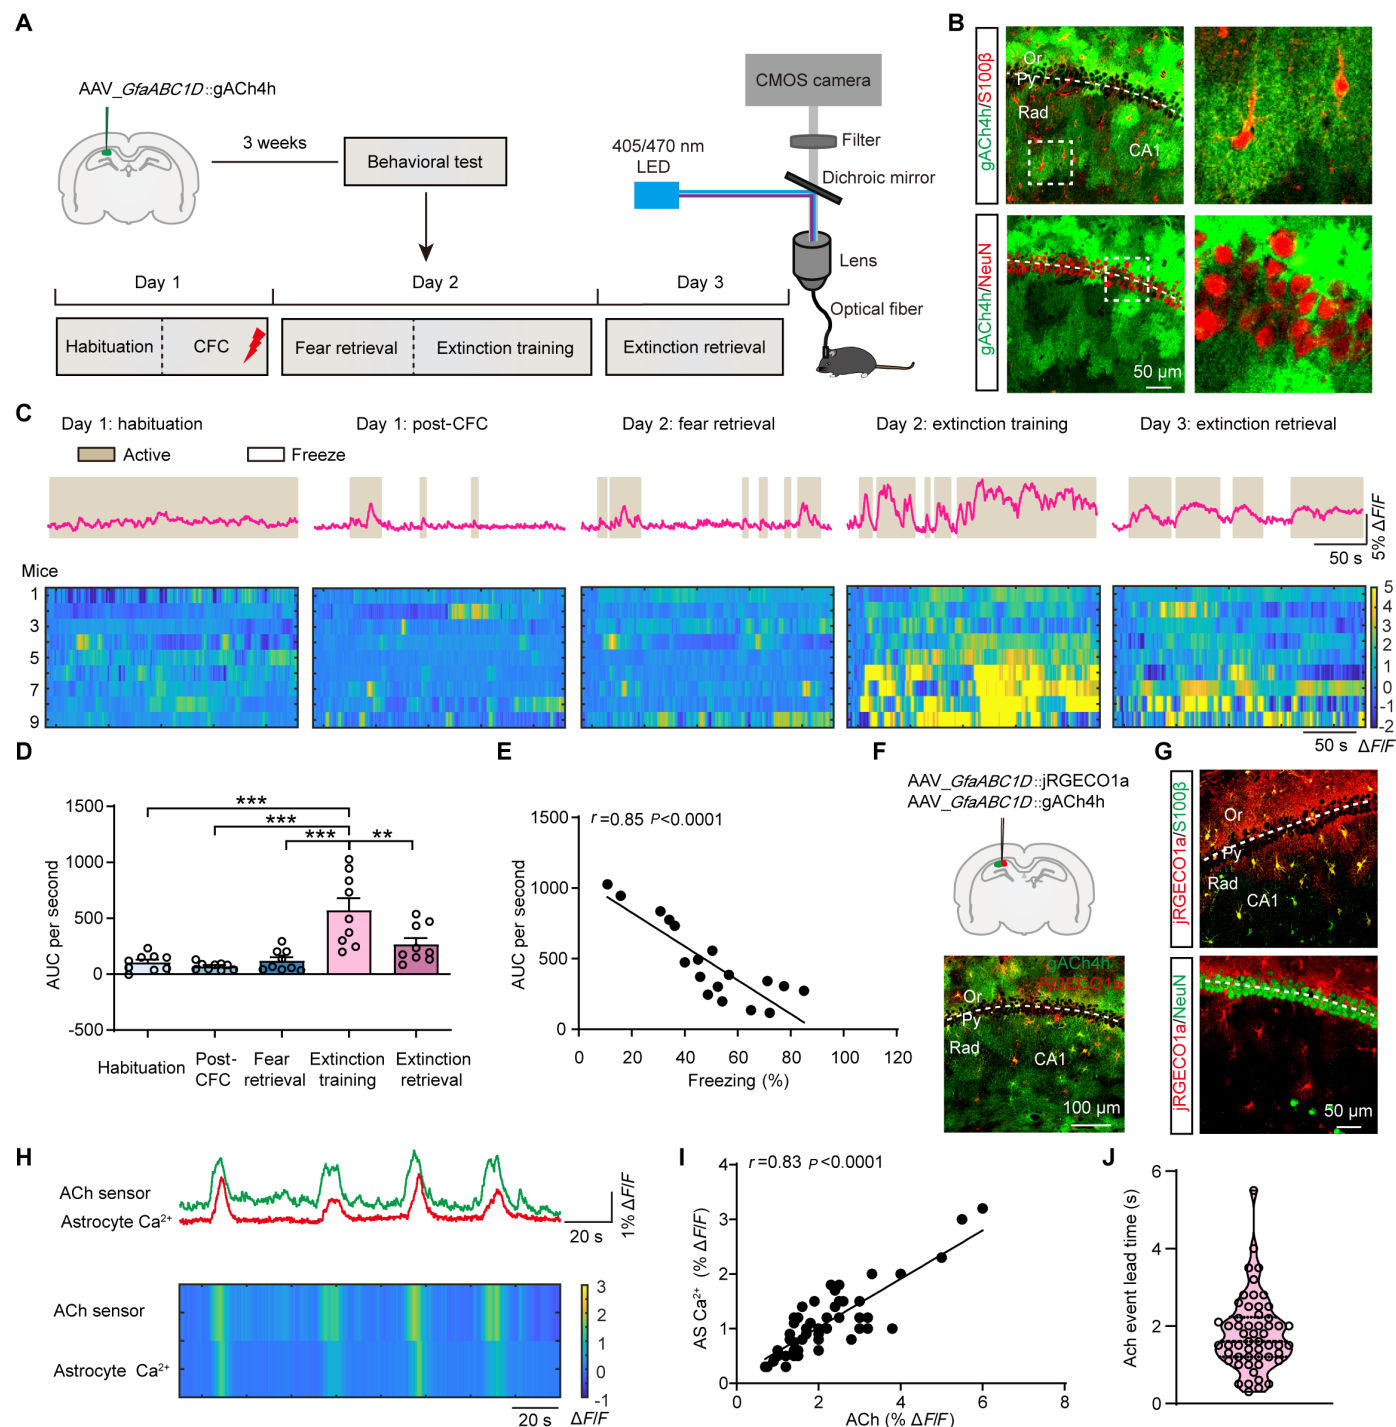 A
AAV_GfaABC1D::gACh4h
3 weeks
Behavioral test
405/470 nm
LED
CMOS camera
Filter
Dichroic mirror
Lens
Optical fiber
Day 1
Day 2
Day 3
Habituation
CFC
Fear retrieval
Extinction training
Extinction retrieval
B
gACh4h/S100β
Or
Py
Rad
CA1
gACh4h/NeuN
50 µm
C
Day 1: habituation
Day 1: post-CFC
Day 2: fear retrieval
Day 2: extinction training
Day 3: extinction retrieval
Active
Freeze
5% ΔF/F
50 s
Mice
1
3
5
7
9
5
4
3
2
1
0
-1
-2
50 s
ΔF/F
D
AUC per second
1500
1000
500
0
-500
***
***
***
**
Habituation
Post-
CFC
Fear
retrieval
Extinction
training
Extinction
retrieval
E
r=0.85 P<0.0001
AUC per second
1500
1000
500
0
0
20
40
60
80
100
120
Freezing (%)
F
AAV_GfaABC1D::jRGECO1a
AAV_GfaABC1D::gACh4h
gACh4h
jRGECO1a
Or
Py
Rad
CA1
100 µm
G
jRGECO1a/S100β
Or
Py
Rad
CA1
jRGECO1a/NeuN
50 µm
H
ACh sensor
Astrocyte Ca²⁺
20 s
1% ΔF/F
ACh sensor
Astrocyte Ca²⁺
3
2
1
0
-1
20 s
ΔF/F
I
r=0.83 P<0.0001
AS Ca²⁺ (% ΔF/F)
4
3
2
1
0
0
2
4
6
8
ACh (% ΔF/F)
J
Ach event lead time (s)
6
4
2
0